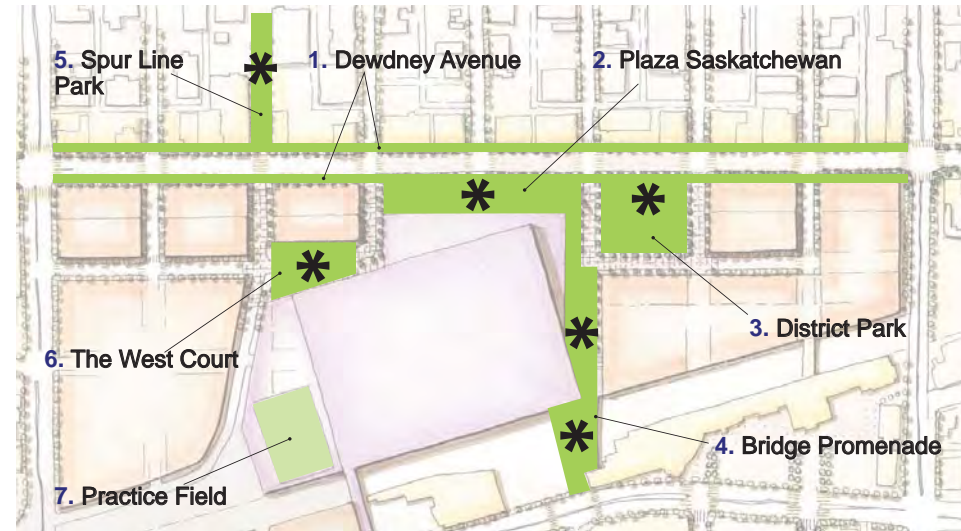 5. Spur Line
Park
1. Dewdney Avenue
2. Plaza Saskatchewan
3. District Park
6. The West Court
4. Bridge Promenade
7. Practice Field